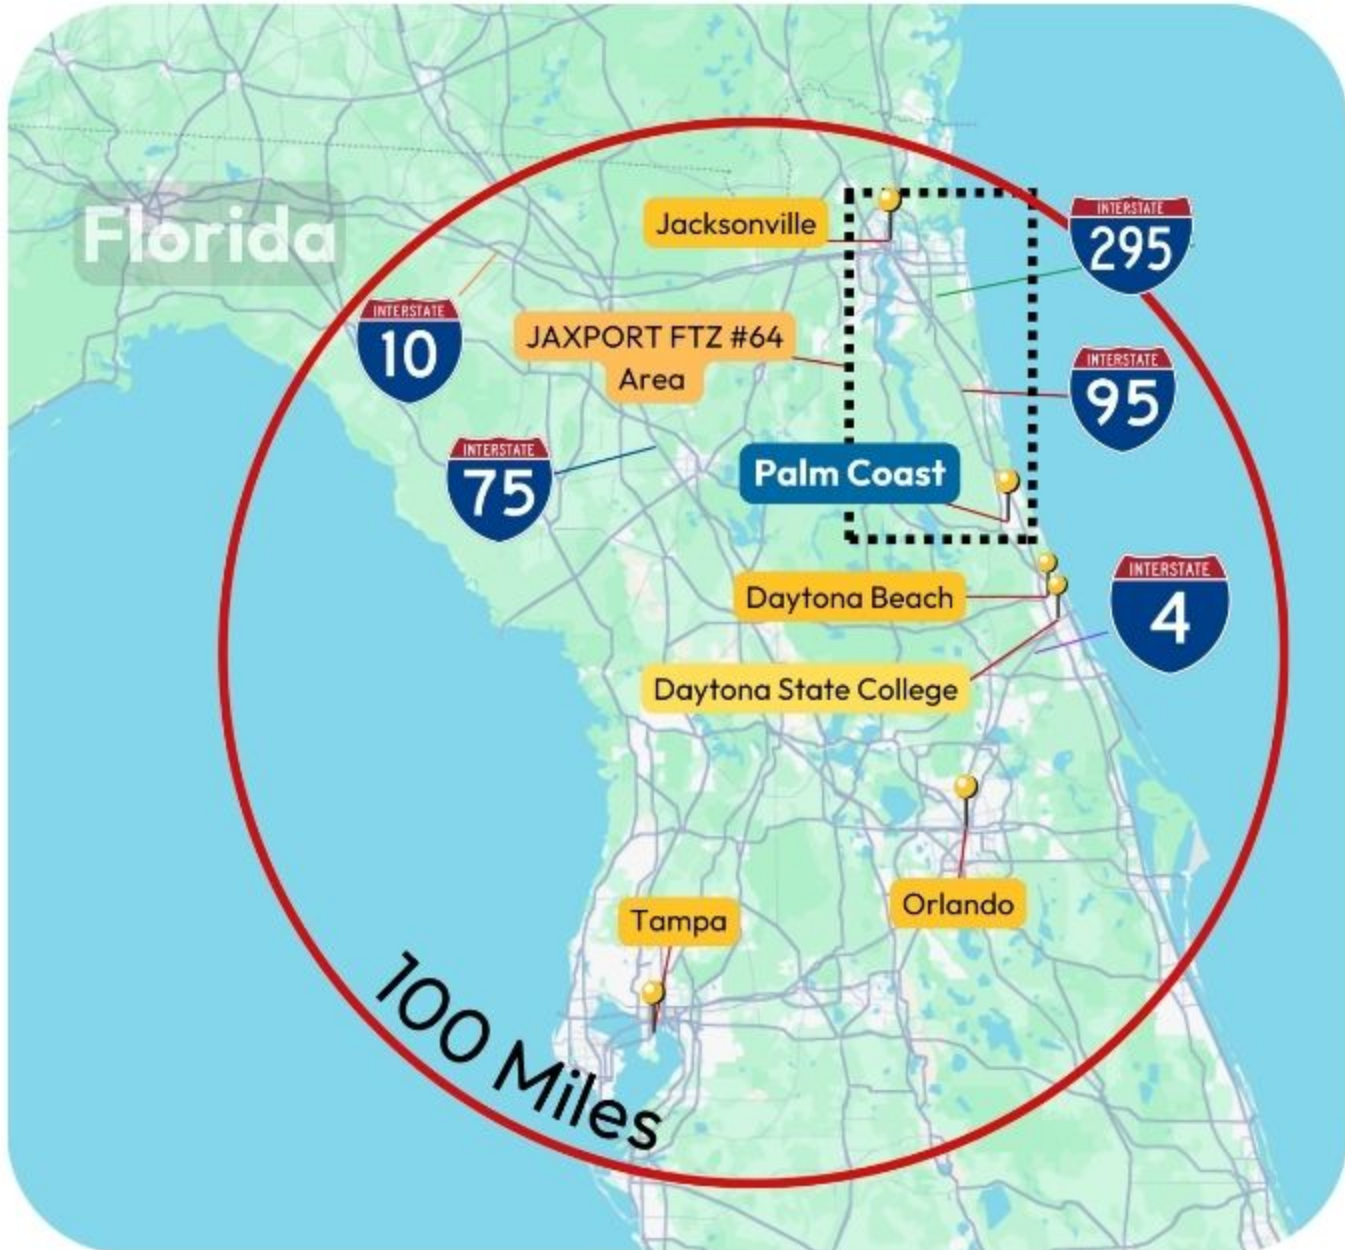 Florida
Jacksonville
INTERSTATE
295
INTERSTATE
10
JAXPORT FTZ #64
Area
INTERSTATE
95
INTERSTATE
75
Palm Coast
INTERSTATE
4
Daytona Beach
Daytona State College
Orlando
Tampa
100 Miles